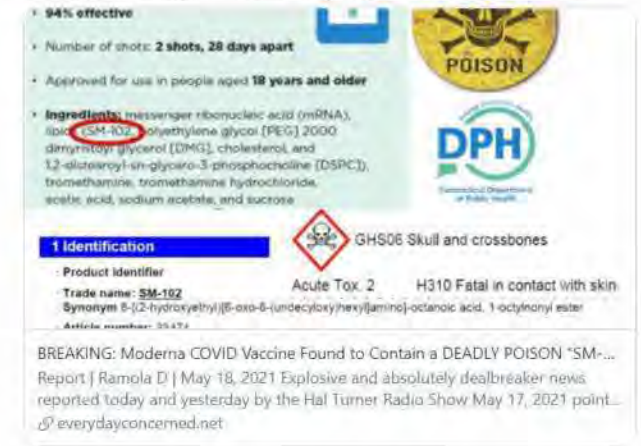 94% effective
Number of shots: 2 shots, 28 days apart
Approved for use in people aged 18 years and older
Ingredients: messenger ribonucleic acid (mRNA),
(SM-102, polyethylene glycol [PEG] 2000
dimyristoyl glycerol [DMG], cholesterol, and
1,2-distearoyl-sn-glycero-3-phosphocholine [DSPC]),
tromethamine, tromethamine hydrochloride,
acetic acid, sodium acetate, and sucrose
POISON
DPH
Connecticut Department
of Public Health
1 Identification
GHS06 Skull and crossbones
Product identifier
Acute Tox. 2 H310 Fatal in contact with skin
Trade name: SM-102
Synonym 8-[(2-hydroxyethyl)[6-oxo-6-(undecyloxy)hexyl]amino]-octanoic acid, 1-octylnonyl ester
Article number:
BREAKING: Moderna COVID Vaccine Found to Contain a DEADLY POISON "SM-...
Report | Ramola D | May 18, 2021 Explosive and absolutely dealbreaker news
reported today and yesterday by the Hal Turner Radio Show May 17, 2021 point...
everydayconcerned.net